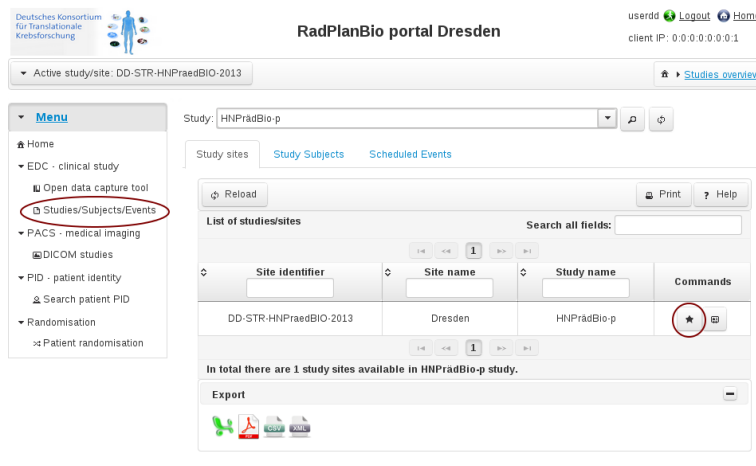 Deutsches Konsortium
für Translationale
Krebsforschung
RadPlanBio portal Dresden
userdd Logout Hom
client IP: 0:0:0:0:0:0:0:1
Active study/site: DD-STR-HNPraedBIO-2013
Studies overview
Menu
Home
EDC - clinical study
Open data capture tool
Studies/Subjects/Events
PACS - medical imaging
DICOM studies
PID - patient identity
Search patient PID
Randomisation
Patient randomisation
Study: HNPrädBio-p
Study sites Study Subjects Scheduled Events
Reload Print ? Help
List of studies/sites Search all fields:
1
Site identifier Site name Study name Commands
DD-STR-HNPraedBIO-2013 Dresden HNPrädBio-p
1
In total there are 1 study sites available in HNPrädBio-p study.
Export
PDF CSV XML